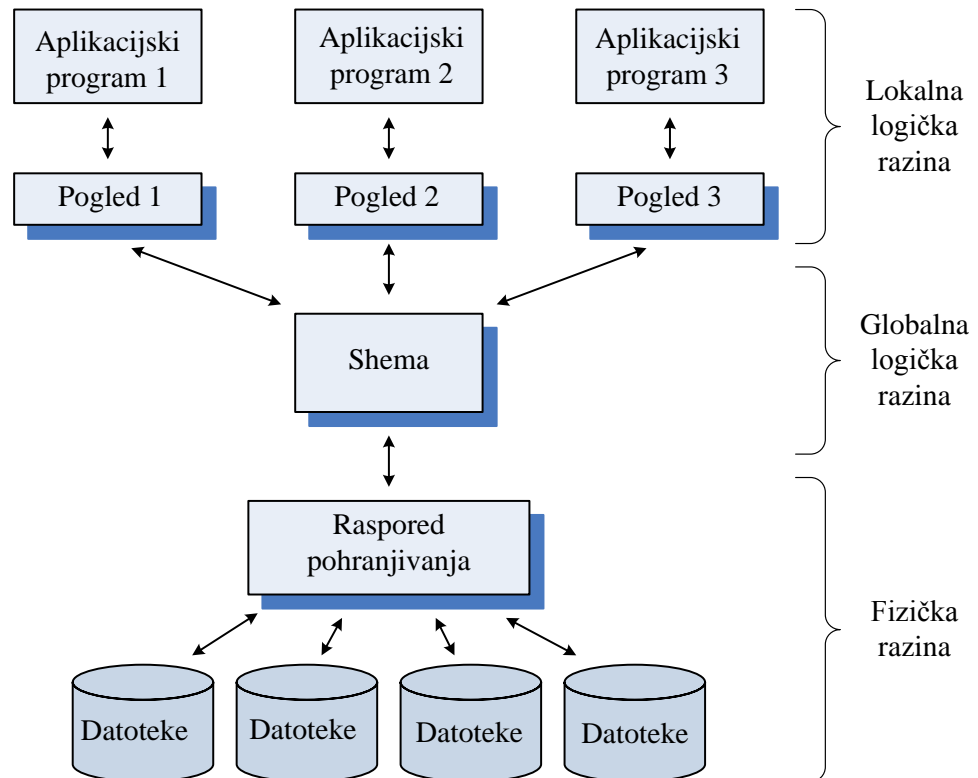 Aplikacijski
program 1
Aplikacijski
program 2
Aplikacijski
program 3
Lokalna
logička
razina
Pogled 1
Pogled 2
Pogled 3
Shema
Globalna
logička
razina
Raspored
pohranjivanja
Fizička
razina
Datoteke
Datoteke
Datoteke
Datoteke